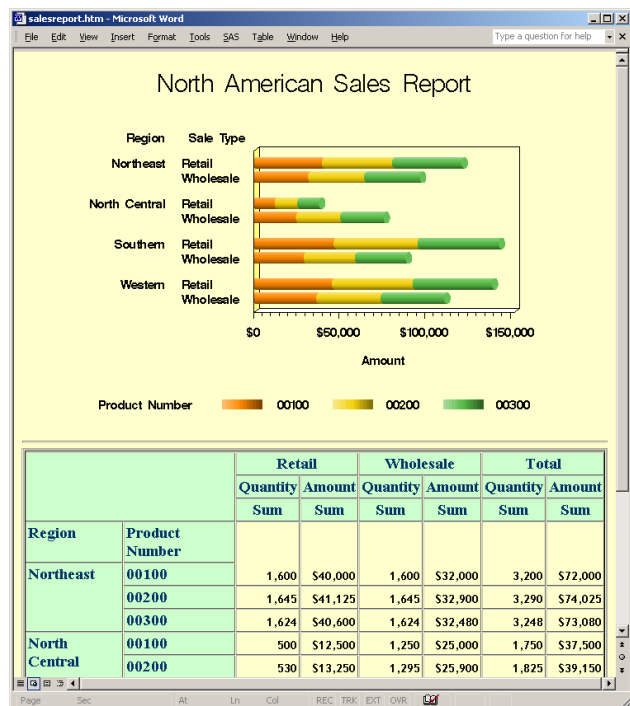 salesreport.htm - Microsoft Word
File Edit View Insert Format Tools SAS Table Window Help Type a question for help
North American Sales Report
Region Sale Type
Northeast Retail
Wholesale
North Central Retail
Wholesale
Southern Retail
Wholesale
Western Retail
Wholesale
$0 $50,000 $100,000 $150,000
Amount
Product Number 00100 00200 00300
Retail Wholesale Total
Quantity Amount Quantity Amount Quantity Amount
Sum Sum Sum Sum Sum Sum
Region Product
Number
Northeast 00100 1,600 $40,000 1,600 $32,000 3,200 $72,000
00200 1,645 $41,125 1,645 $32,900 3,290 $74,025
00300 1,624 $40,600 1,624 $32,480 3,248 $73,080
North 00100 500 $12,500 1,250 $25,000 1,750 $37,500
Central 00200 530 $13,250 1,295 $25,900 1,825 $39,150
Page Sec At Ln Col REC TRK EXT OVR